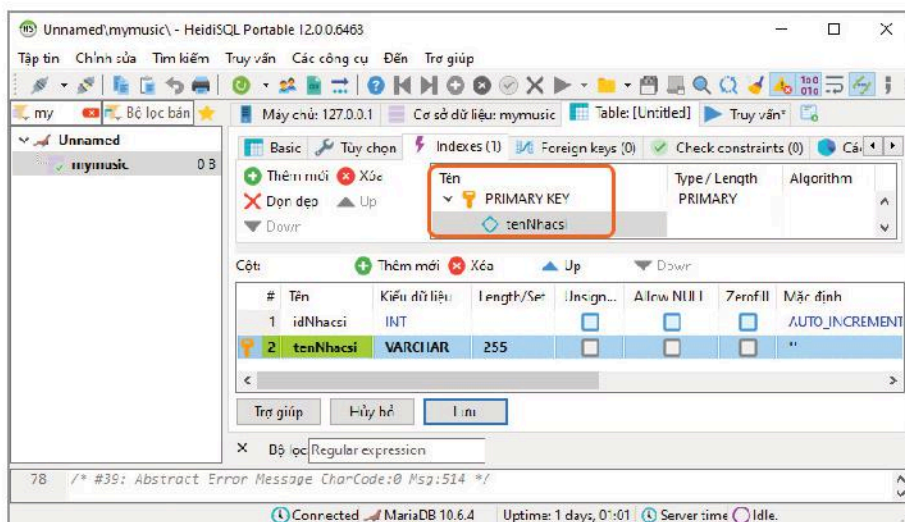 Unnamed\mymusic\ - HeidiSQL Portable 12.0.0.6468
Tập tin Chỉnh sửa Tìm kiếm Truy vấn Các công cụ Đến Trợ giúp
my Bộ lọc bản Máy chủ: 127.0.0.1 Cơ sở dữ liệu: mymusic Table: [Untitled] Truy vấn*
Unnamed
mymusic 0 B
Basic Tùy chọn Indexes (1) Foreign keys (0) Check constraints (0)
Thêm mới Xóa Tên Type / Length Algorithm
Dọn dẹp Up PRIMARY KEY PRIMARY
Down tenNhacsi
Cột: Thêm mới Xóa Up Down
# Tên Kiểu dữ liệu Length/Set Unsign... Allow NULL Zerofill Mặc định
1 idNhacsi INT AUTO_INCREMENT
2 tenNhacsi VARCHAR 255 ''
Trợ giúp Hủy bỏ Lưu
Bộ lọc Regular expression
78 /* #39: Abstract Error Message CharCode:0 Msg:514 */
Connected MariaDB 10.6.4 Uptime: 1 days, 01:01 Server time Idle.